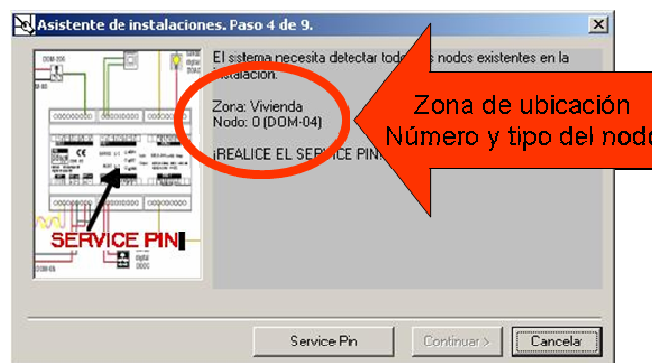 Asistente de instalaciones. Paso 4 de 9.
El sistema necesita detectar nodos existentes en la
instalación.
Zona: Vivienda
Nodo: 0 (DOM-04)
¡REALICE EL SERVICE PIN
Zona de ubicación
Número y tipo del nodo
SERVICE PIN
Service Pin
Continuar >
Cancelar